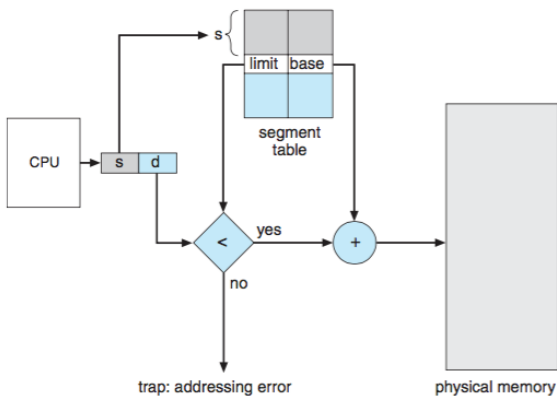 s
limit base
segment
table
CPU
s d
<
yes
+
no
trap: addressing error
physical memory